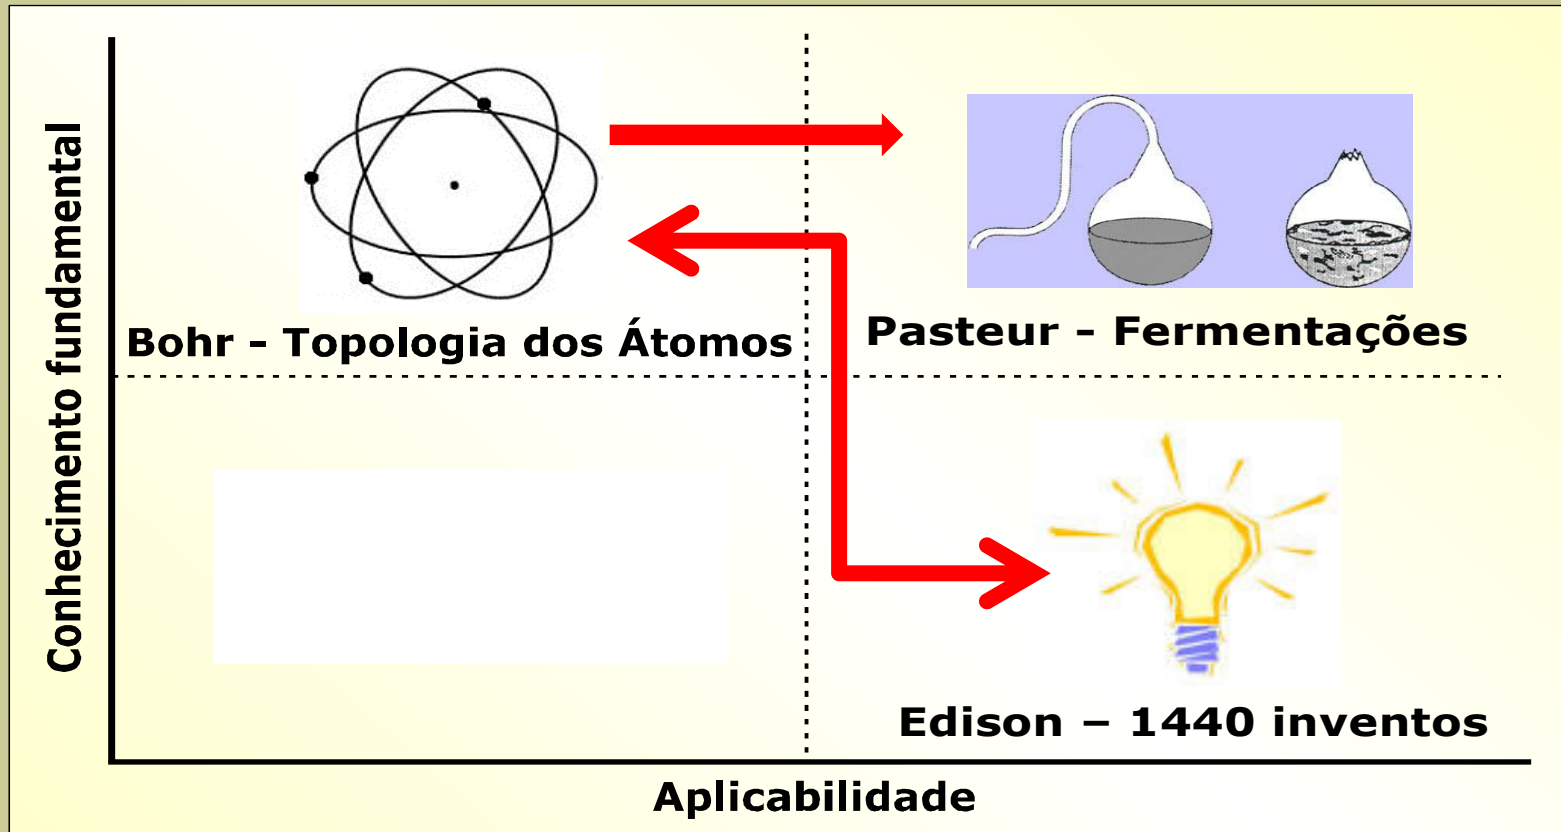 Conhecimento fundamental
Bohr - Topologia dos Átomos
Pasteur - Fermentações
Edison – 1440 inventos
Aplicabilidade